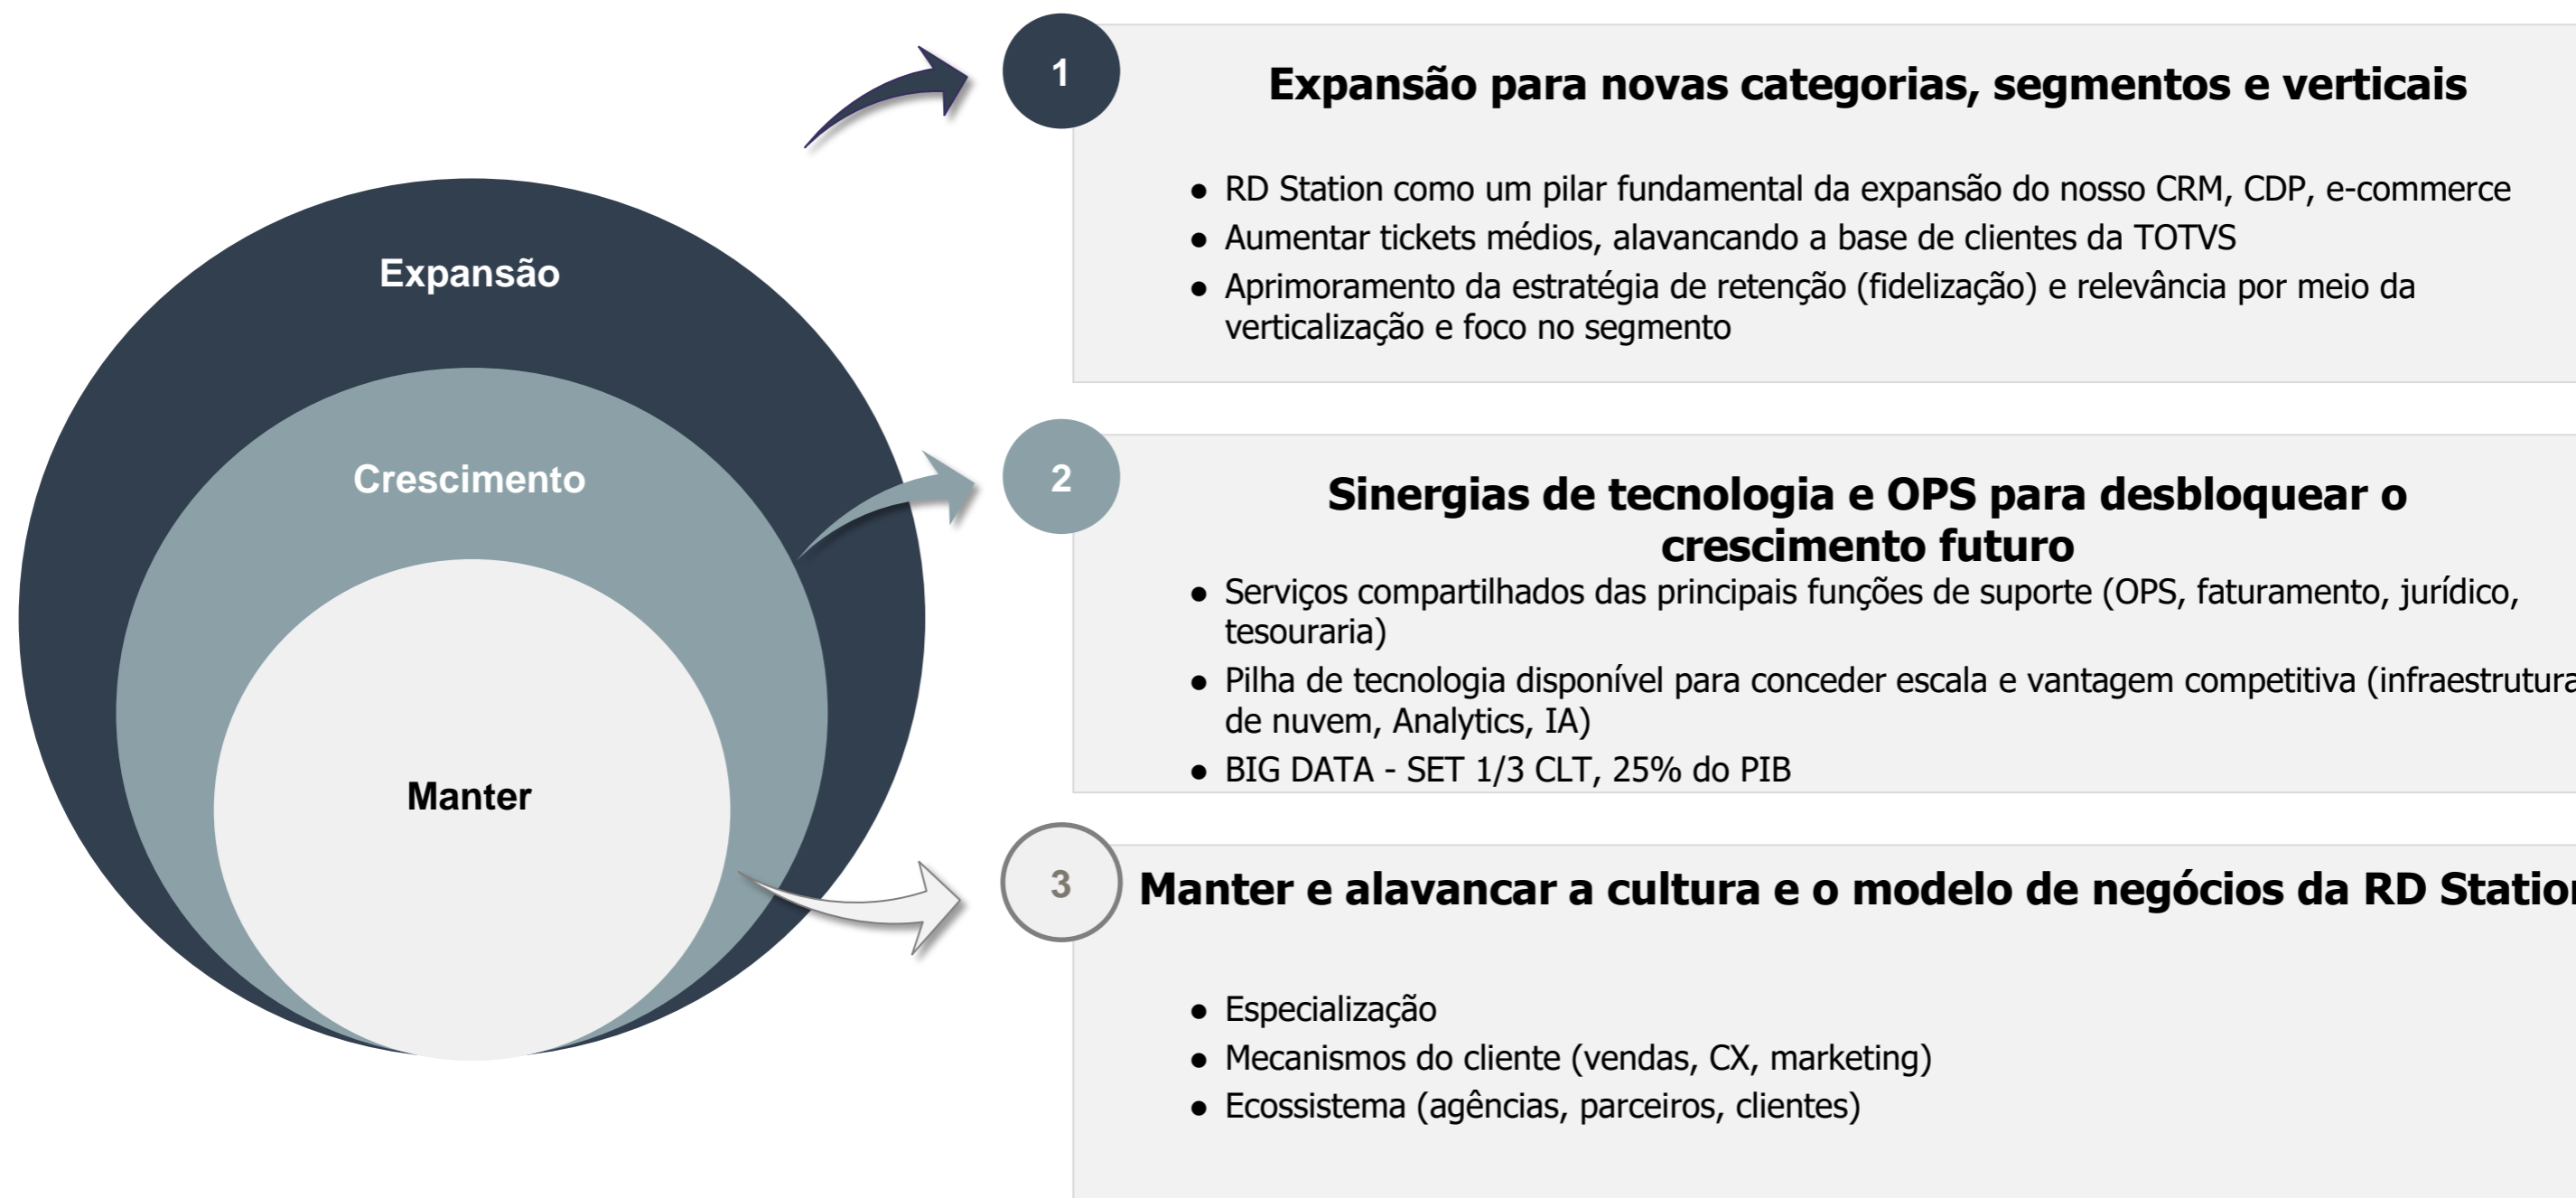 Expansão
Crescimento
Manter
1
Expansão para novas categorias, segmentos e verticais
● RD Station como um pilar fundamental da expansão do nosso CRM, CDP, e-commerce
● Aumentar tickets médios, alavancando a base de clientes da TOTVS
● Aprimoramento da estratégia de retenção (fidelização) e relevância por meio da
verticalização e foco no segmento
2
Sinergias de tecnologia e OPS para desbloquear o
crescimento futuro
● Serviços compartilhados das principais funções de suporte (OPS, faturamento, jurídico,
tesouraria)
● Pilha de tecnologia disponível para conceder escala e vantagem competitiva (infraestrutura
de nuvem, Analytics, IA)
● BIG DATA - SET 1/3 CLT, 25% do PIB
3
Manter e alavancar a cultura e o modelo de negócios da RD Station
● Especialização
● Mecanismos do cliente (vendas, CX, marketing)
● Ecossistema (agências, parceiros, clientes)